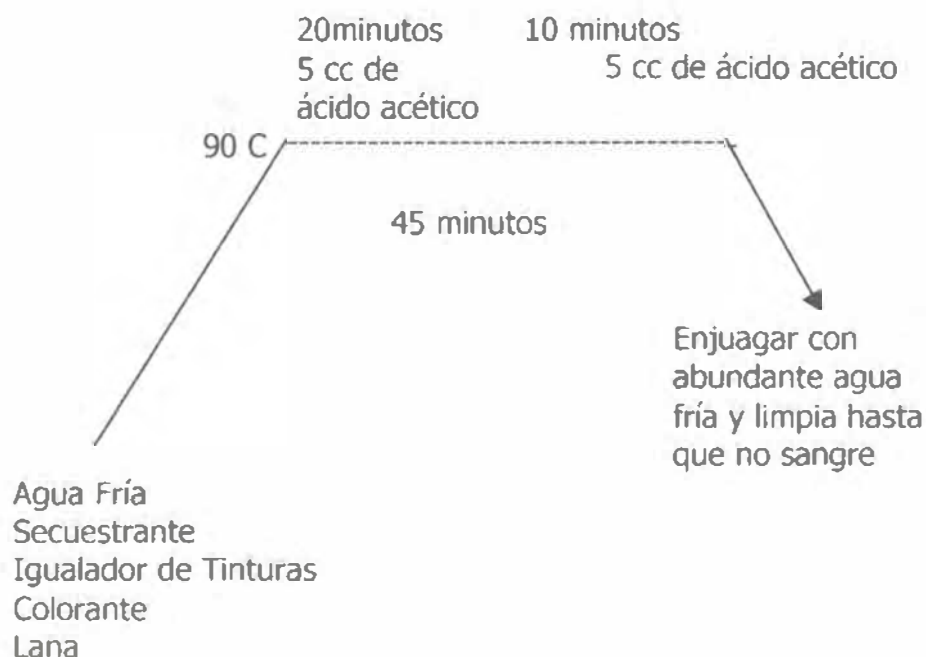 20minutos 10 minutos
5 cc de 5 cc de ácido acético
ácido acético
90 C
45 minutos
Enjuagar con
abundante agua
fría y limpia hasta
que no sangre
Agua Fría
Secuestrante
Igualador de Tinturas
Colorante
Lana